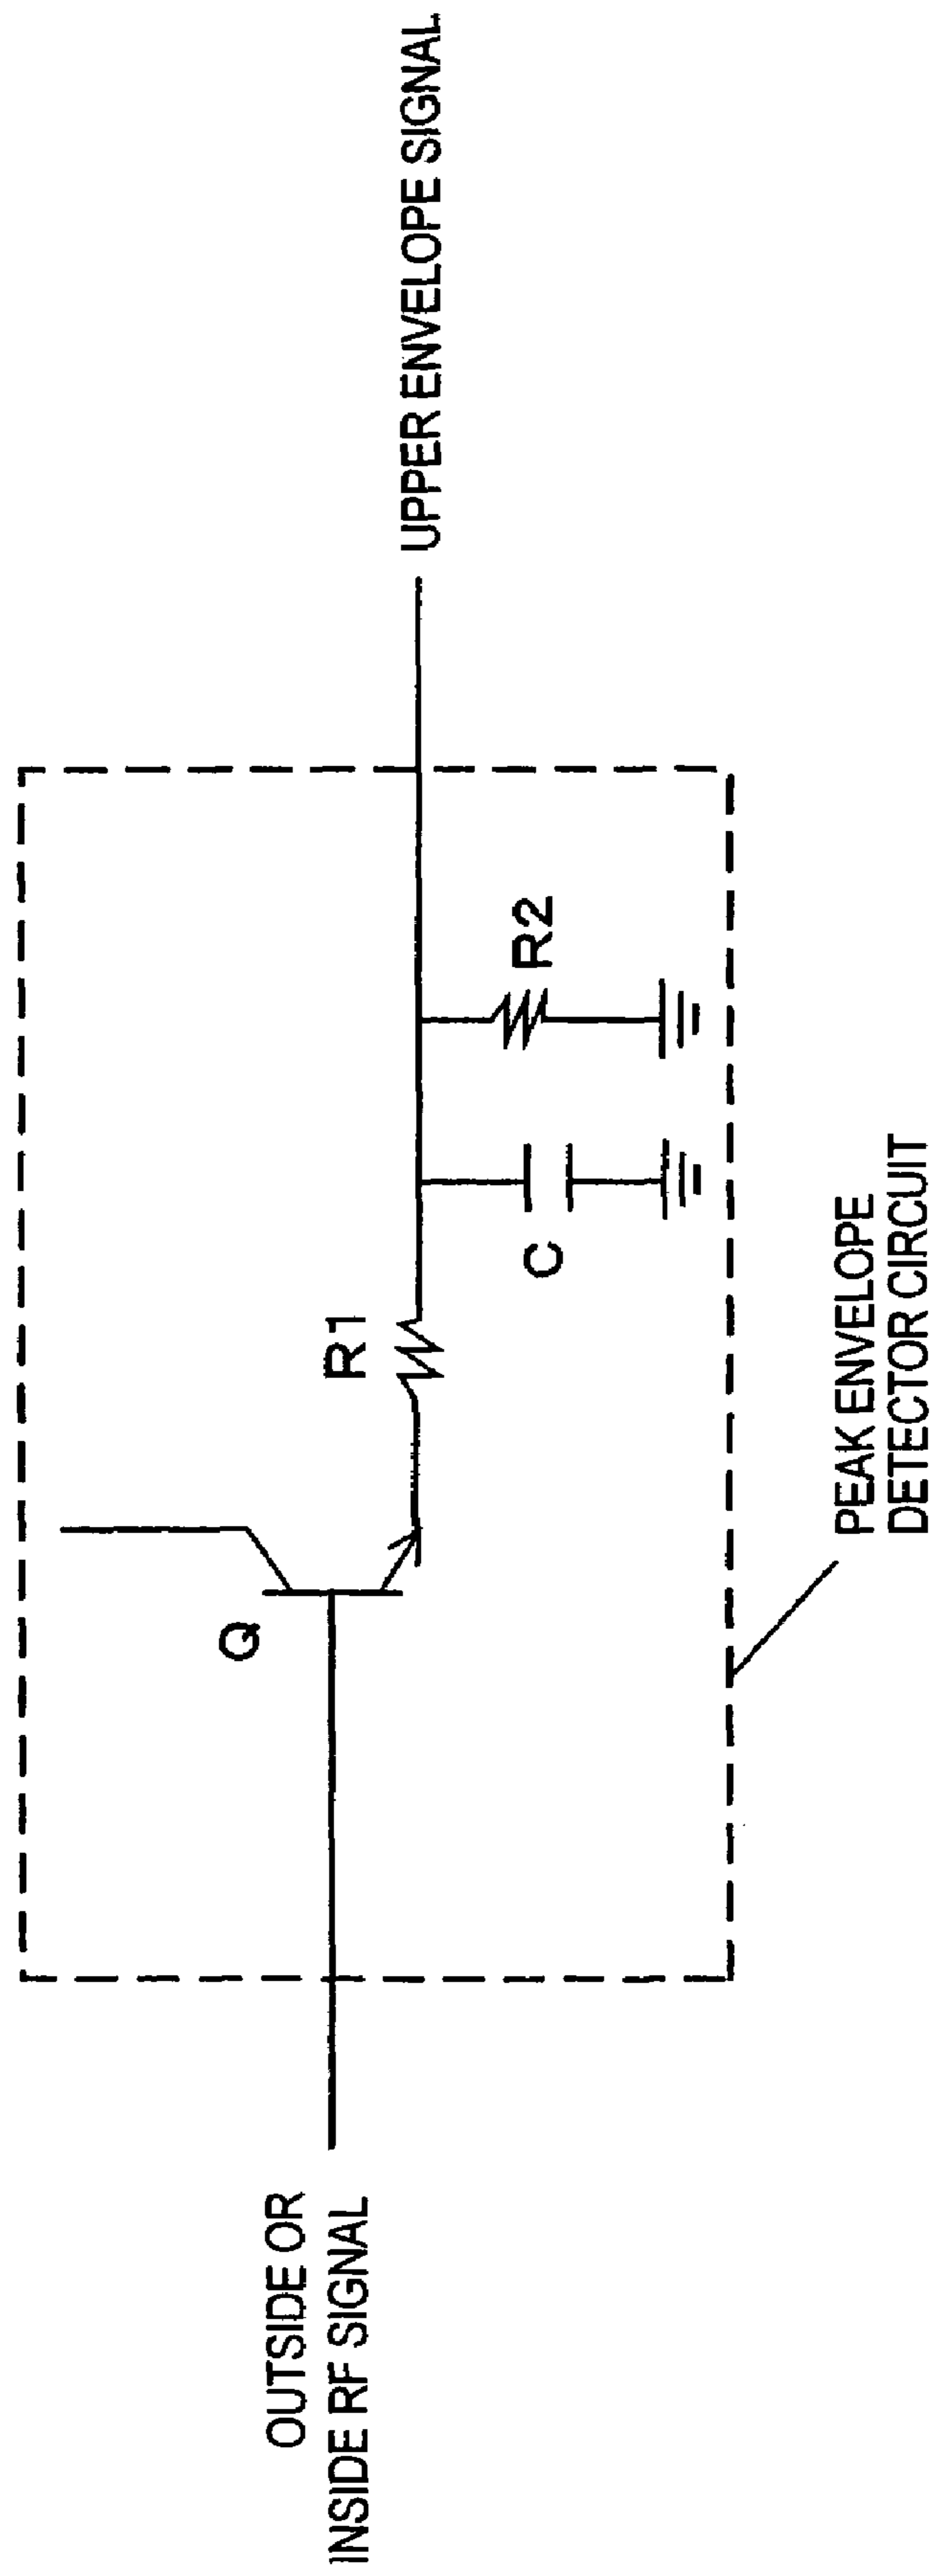 OUTSIDE OR
INSIDE RF SIGNAL
Q
R1
C
R2
UPPER ENVELOPE SIGNAL
PEAK ENVELOPE
DETECTOR CIRCUIT